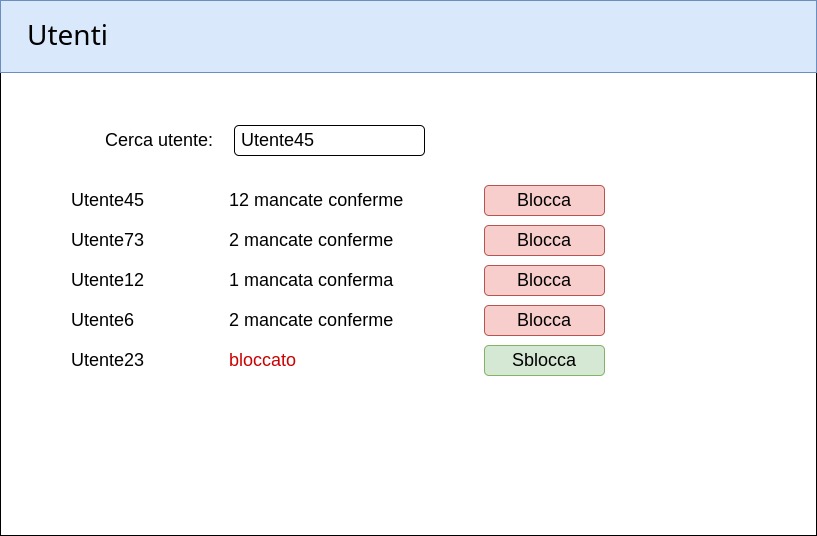 Utenti
Cerca utente: Utente45
Utente45 12 mancate conferme Blocca
Utente73 2 mancate conferme Blocca
Utente12 1 mancata conferma Blocca
Utente6 2 mancate conferme Blocca
Utente23 bloccato Sblocca